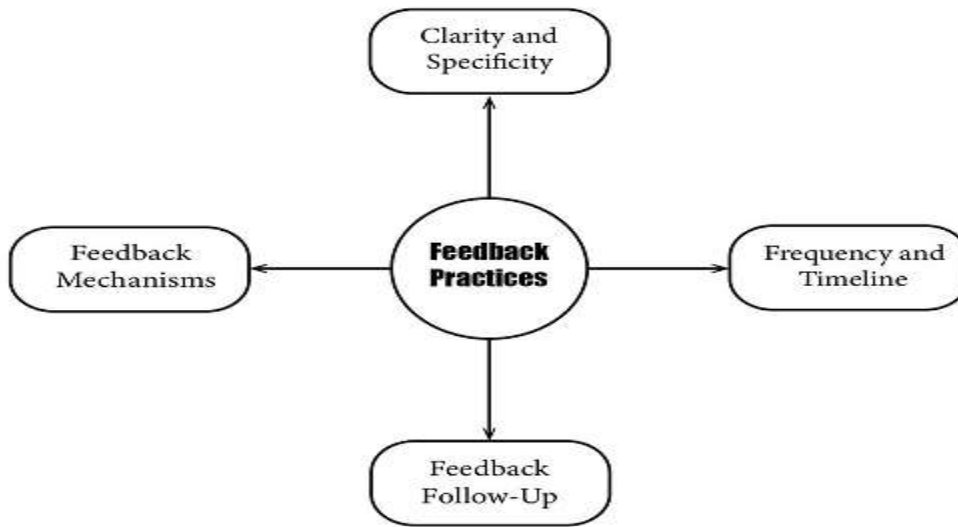 Clarity and
Specificity
Feedback
Mechanisms
Feedback
Practices
Frequency and
Timeline
Feedback
Follow-Up